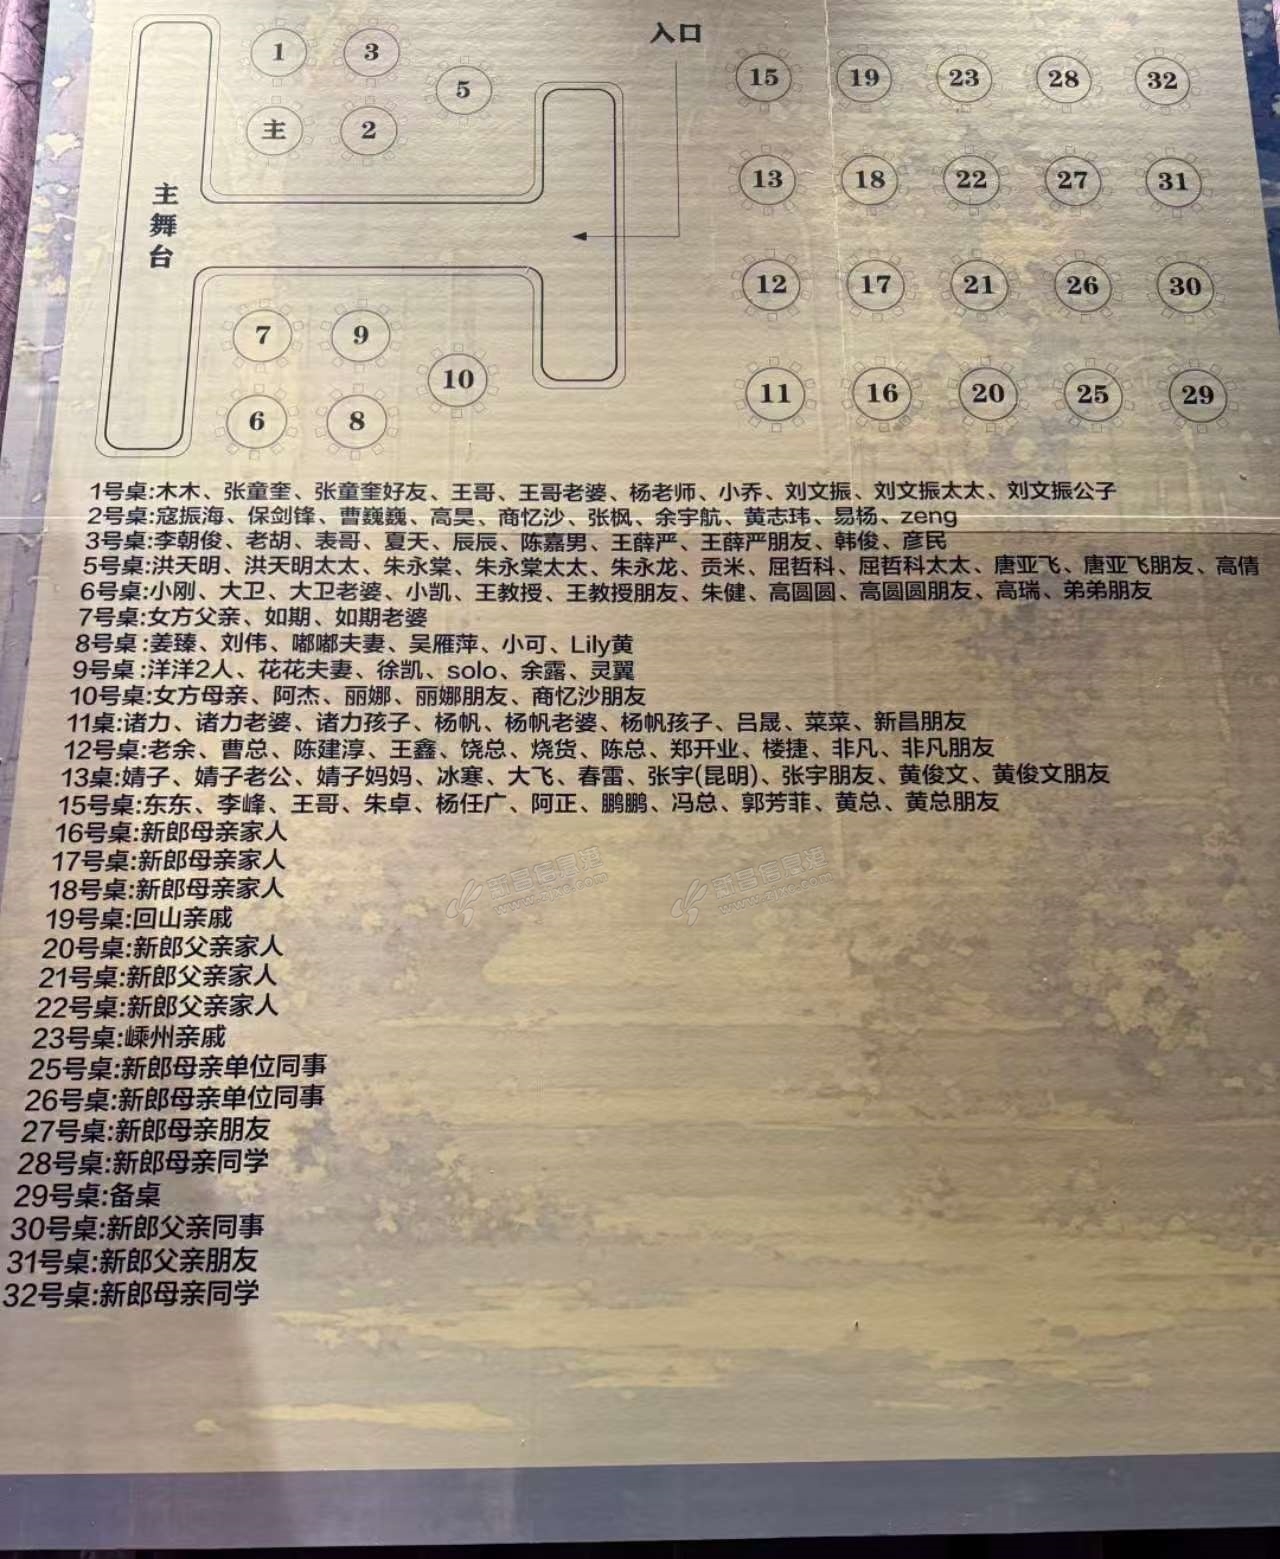 入口
1 3 5 15 19 23 28 32
主 2
13 18 22 27 31
主舞台
12 17 21 26 30
7 9 10
11 16 20 25 29
6 8
1号桌:木木、张童奎、张童奎好友、王哥、王哥老婆、杨老师、小乔、刘文振、刘文振太太、刘文振公子
2号桌:寇振海、保剑锋、曹巍巍、高昊、商忆沙、张枫、余宇航、黄志玮、易杨、zeng
3号桌:李朝俊、老胡、表哥、夏天、辰辰、陈嘉男、王薛严、王薛严朋友、韩俊、彦民
5号桌:洪天明、洪天明太太、朱永棠、朱永棠太太、朱永龙、贡米、屈哲科、屈哲科太太、唐亚飞、唐亚飞朋友、高倩
6号桌:小刚、大卫、大卫老婆、小凯、王教授、王教授朋友、朱健、高圆圆、高圆圆朋友、高瑞、弟弟朋友
7号桌:女方父亲、如期、如期老婆
8号桌:姜臻、刘伟、嘟嘟夫妻、吴雁萍、小可、Lily黄
9号桌:洋洋2人、花花夫妻、徐凯、solo、余露、灵翼
10号桌:女方母亲、阿杰、丽娜、丽娜朋友、商忆沙朋友
11桌:诸力、诸力老婆、诸力孩子、杨帆、杨帆老婆、杨帆孩子、吕晟、菜菜、新昌朋友
12号桌:老余、曹总、陈建淳、王鑫、饶总、烧货、陈总、郑开业、楼捷、非凡、非凡朋友
13桌:婧子、婧子老公、婧子妈妈、冰寒、大飞、春雷、张宇(昆明)、张宇朋友、黄俊文、黄俊文朋友
15号桌:东东、李峰、王哥、朱卓、杨任广、阿正、鹏鹏、冯总、郭芳菲、黄总、黄总朋友
16号桌:新郎母亲家人
17号桌:新郎母亲家人
18号桌:新郎母亲家人
19号桌:回山亲戚
20号桌:新郎父亲家人
21号桌:新郎父亲家人
22号桌:新郎父亲家人
23号桌:嵊州亲戚
25号桌:新郎母亲单位同事
26号桌:新郎母亲单位同事
27号桌:新郎母亲朋友
28号桌:新郎母亲同学
29号桌:备桌
30号桌:新郎父亲同事
31号桌:新郎父亲朋友
32号桌:新郎母亲同学